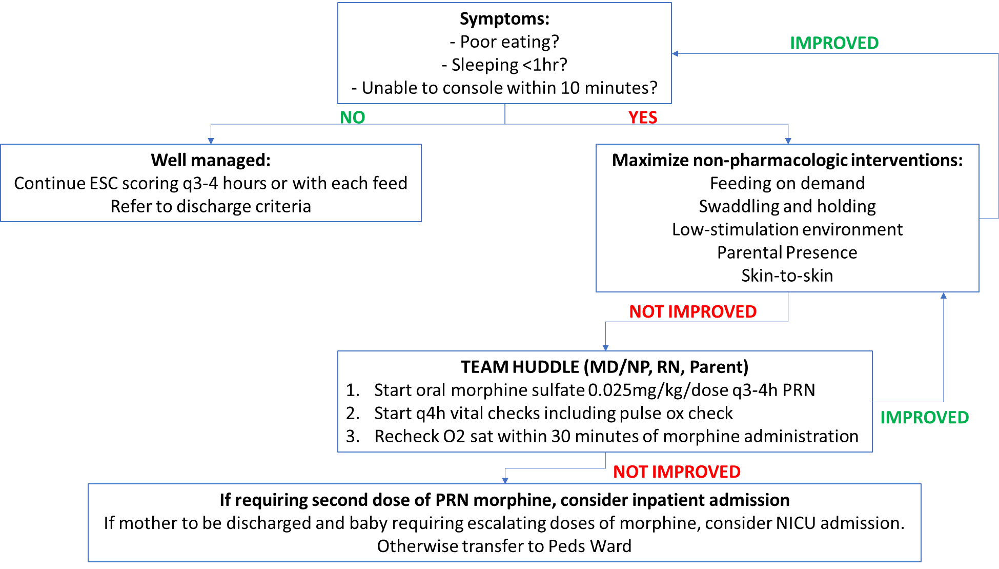 Symptoms:
- Poor eating?
- Sleeping <1hr?
- Unable to console within 10 minutes?
IMPROVED
NO
YES
Well managed:
Continue ESC scoring q3-4 hours or with each feed
Refer to discharge criteria
Maximize non-pharmacologic interventions:
Feeding on demand
Swaddling and holding
Low-stimulation environment
Parental Presence
Skin-to-skin
NOT IMPROVED
TEAM HUDDLE (MD/NP, RN, Parent)
1. Start oral morphine sulfate 0.025mg/kg/dose q3-4h PRN
2. Start q4h vital checks including pulse ox check
3. Recheck O2 sat within 30 minutes of morphine administration
IMPROVED
NOT IMPROVED
If requiring second dose of PRN morphine, consider inpatient admission
If mother to be discharged and baby requiring escalating doses of morphine, consider NICU admission.
Otherwise transfer to Peds Ward